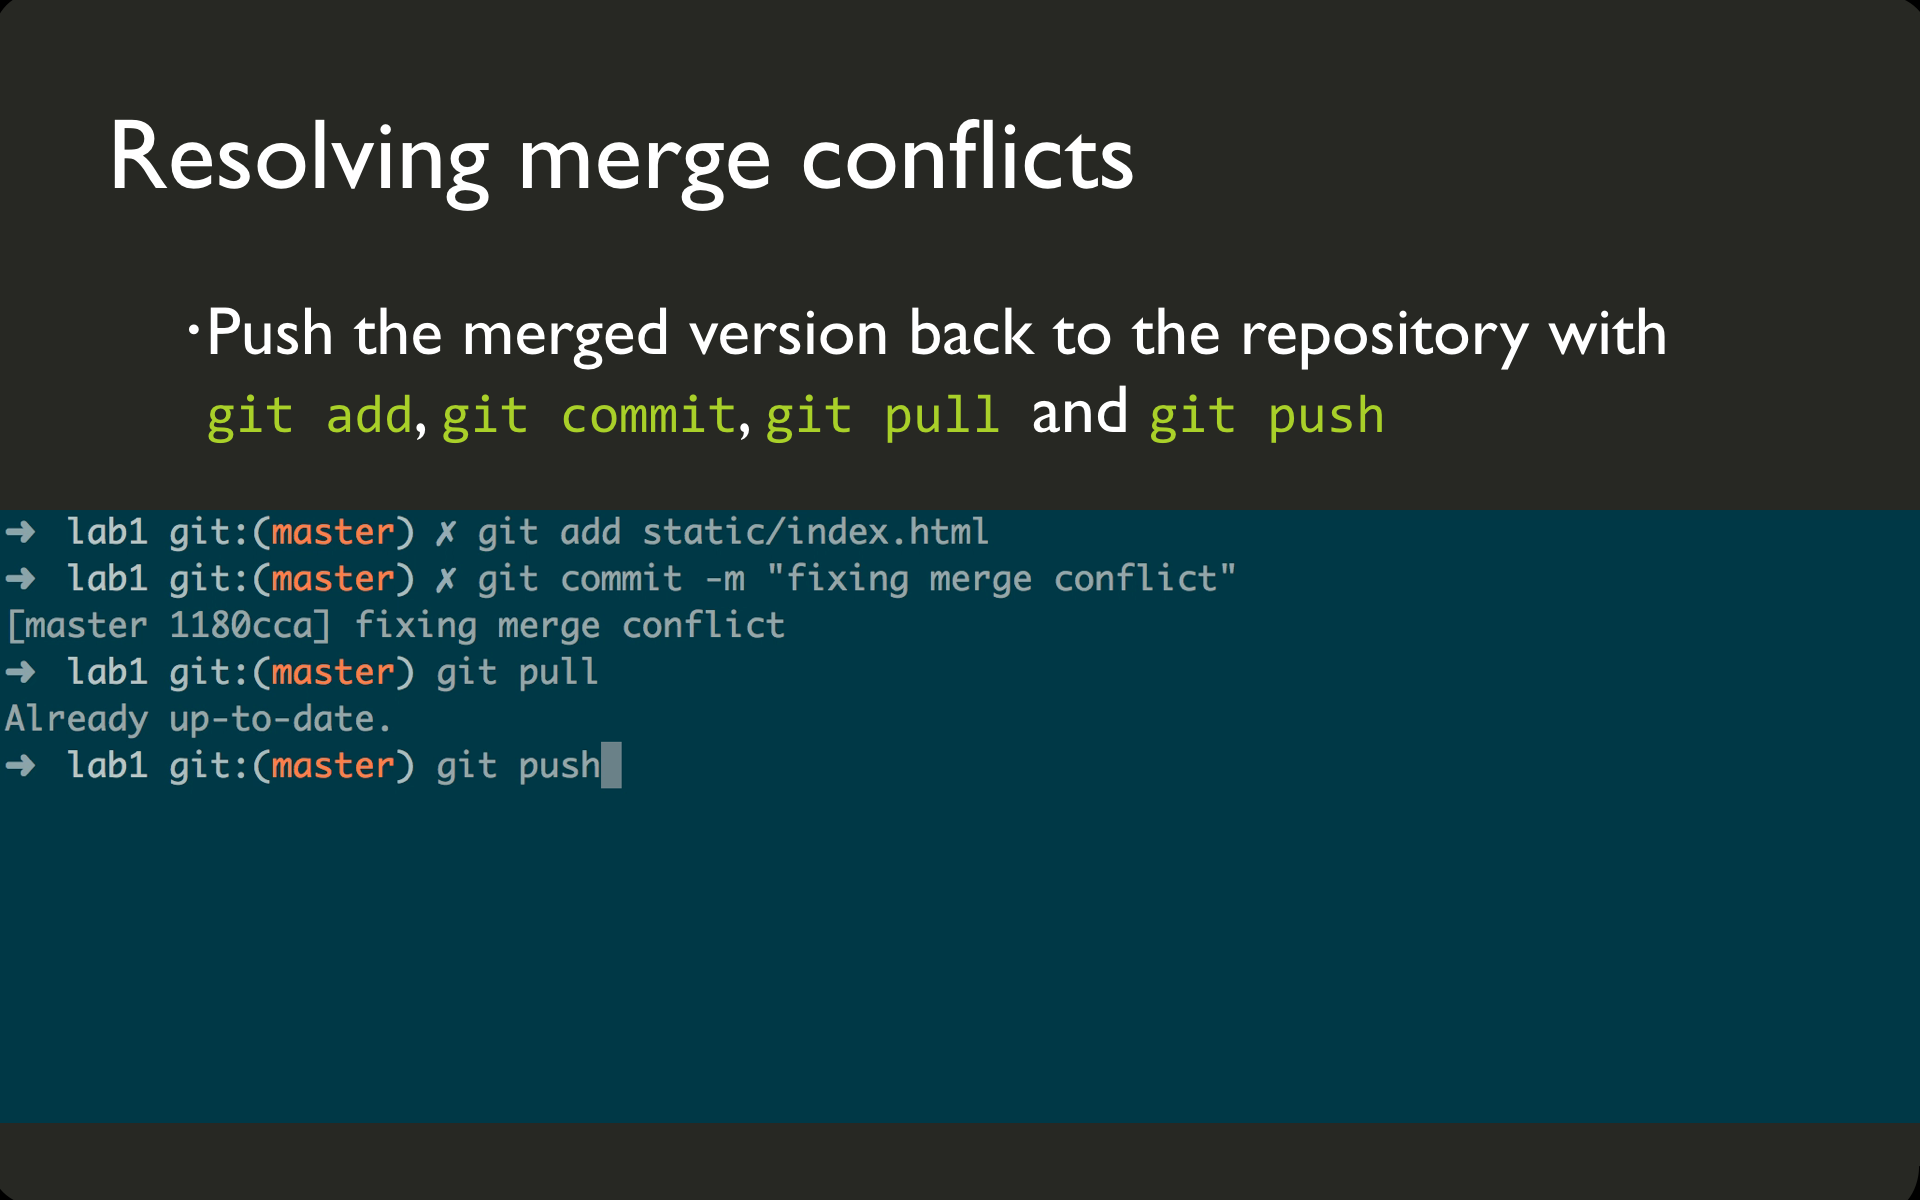 Resolving merge conflicts
•Push the merged version back to the repository with
git add, git commit, git pull and git push
➜ lab1 git:(master) ✗ git add static/index.html
➜ lab1 git:(master) ✗ git commit -m "fixing merge conflict"
[master 1180cca] fixing merge conflict
➜ lab1 git:(master) git pull
Already up-to-date.
➜ lab1 git:(master) git push